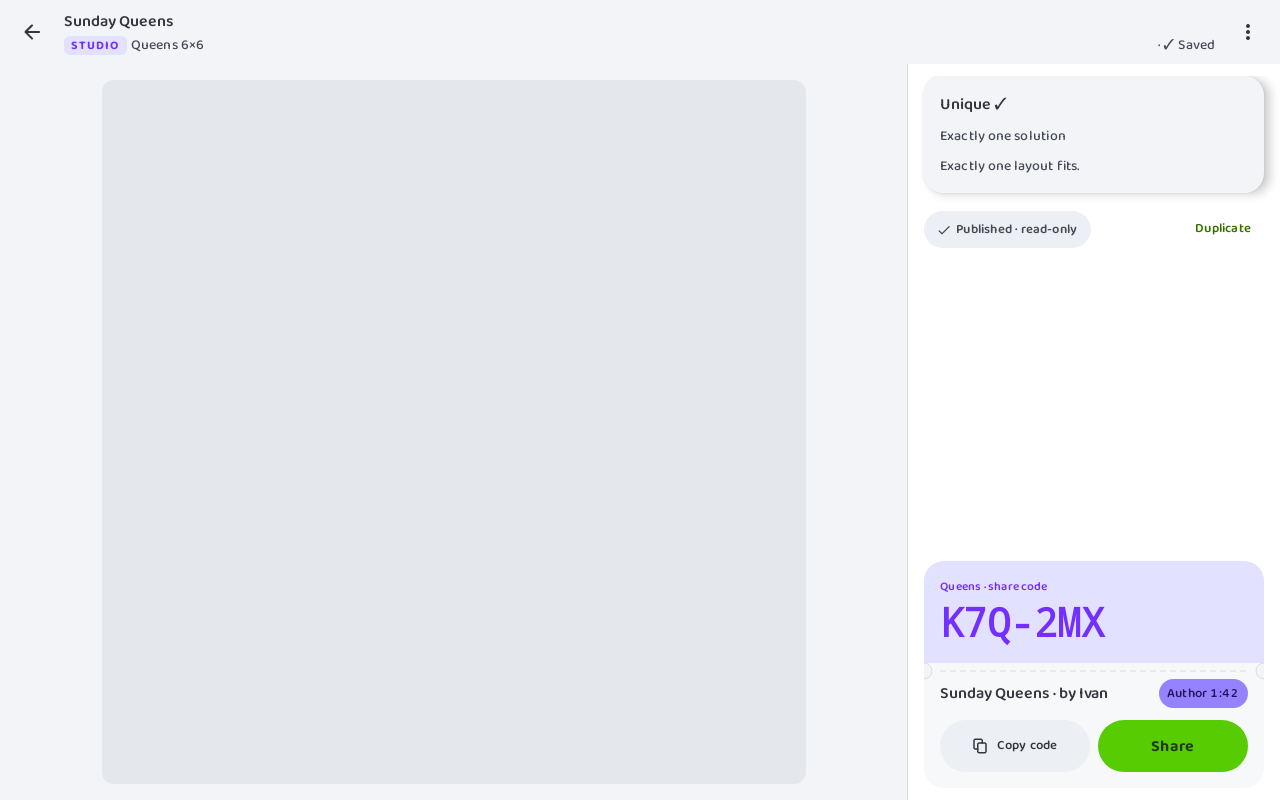 Sunday Queens
STUDIO Queens 6×6
· ✓ Saved
Unique ✓
Exactly one solution
Exactly one layout fits.
Published · read-only
Duplicate
Queens · share code
K7Q-2MX
Sunday Queens · by Ivan
Author 1:42
Copy code
Share